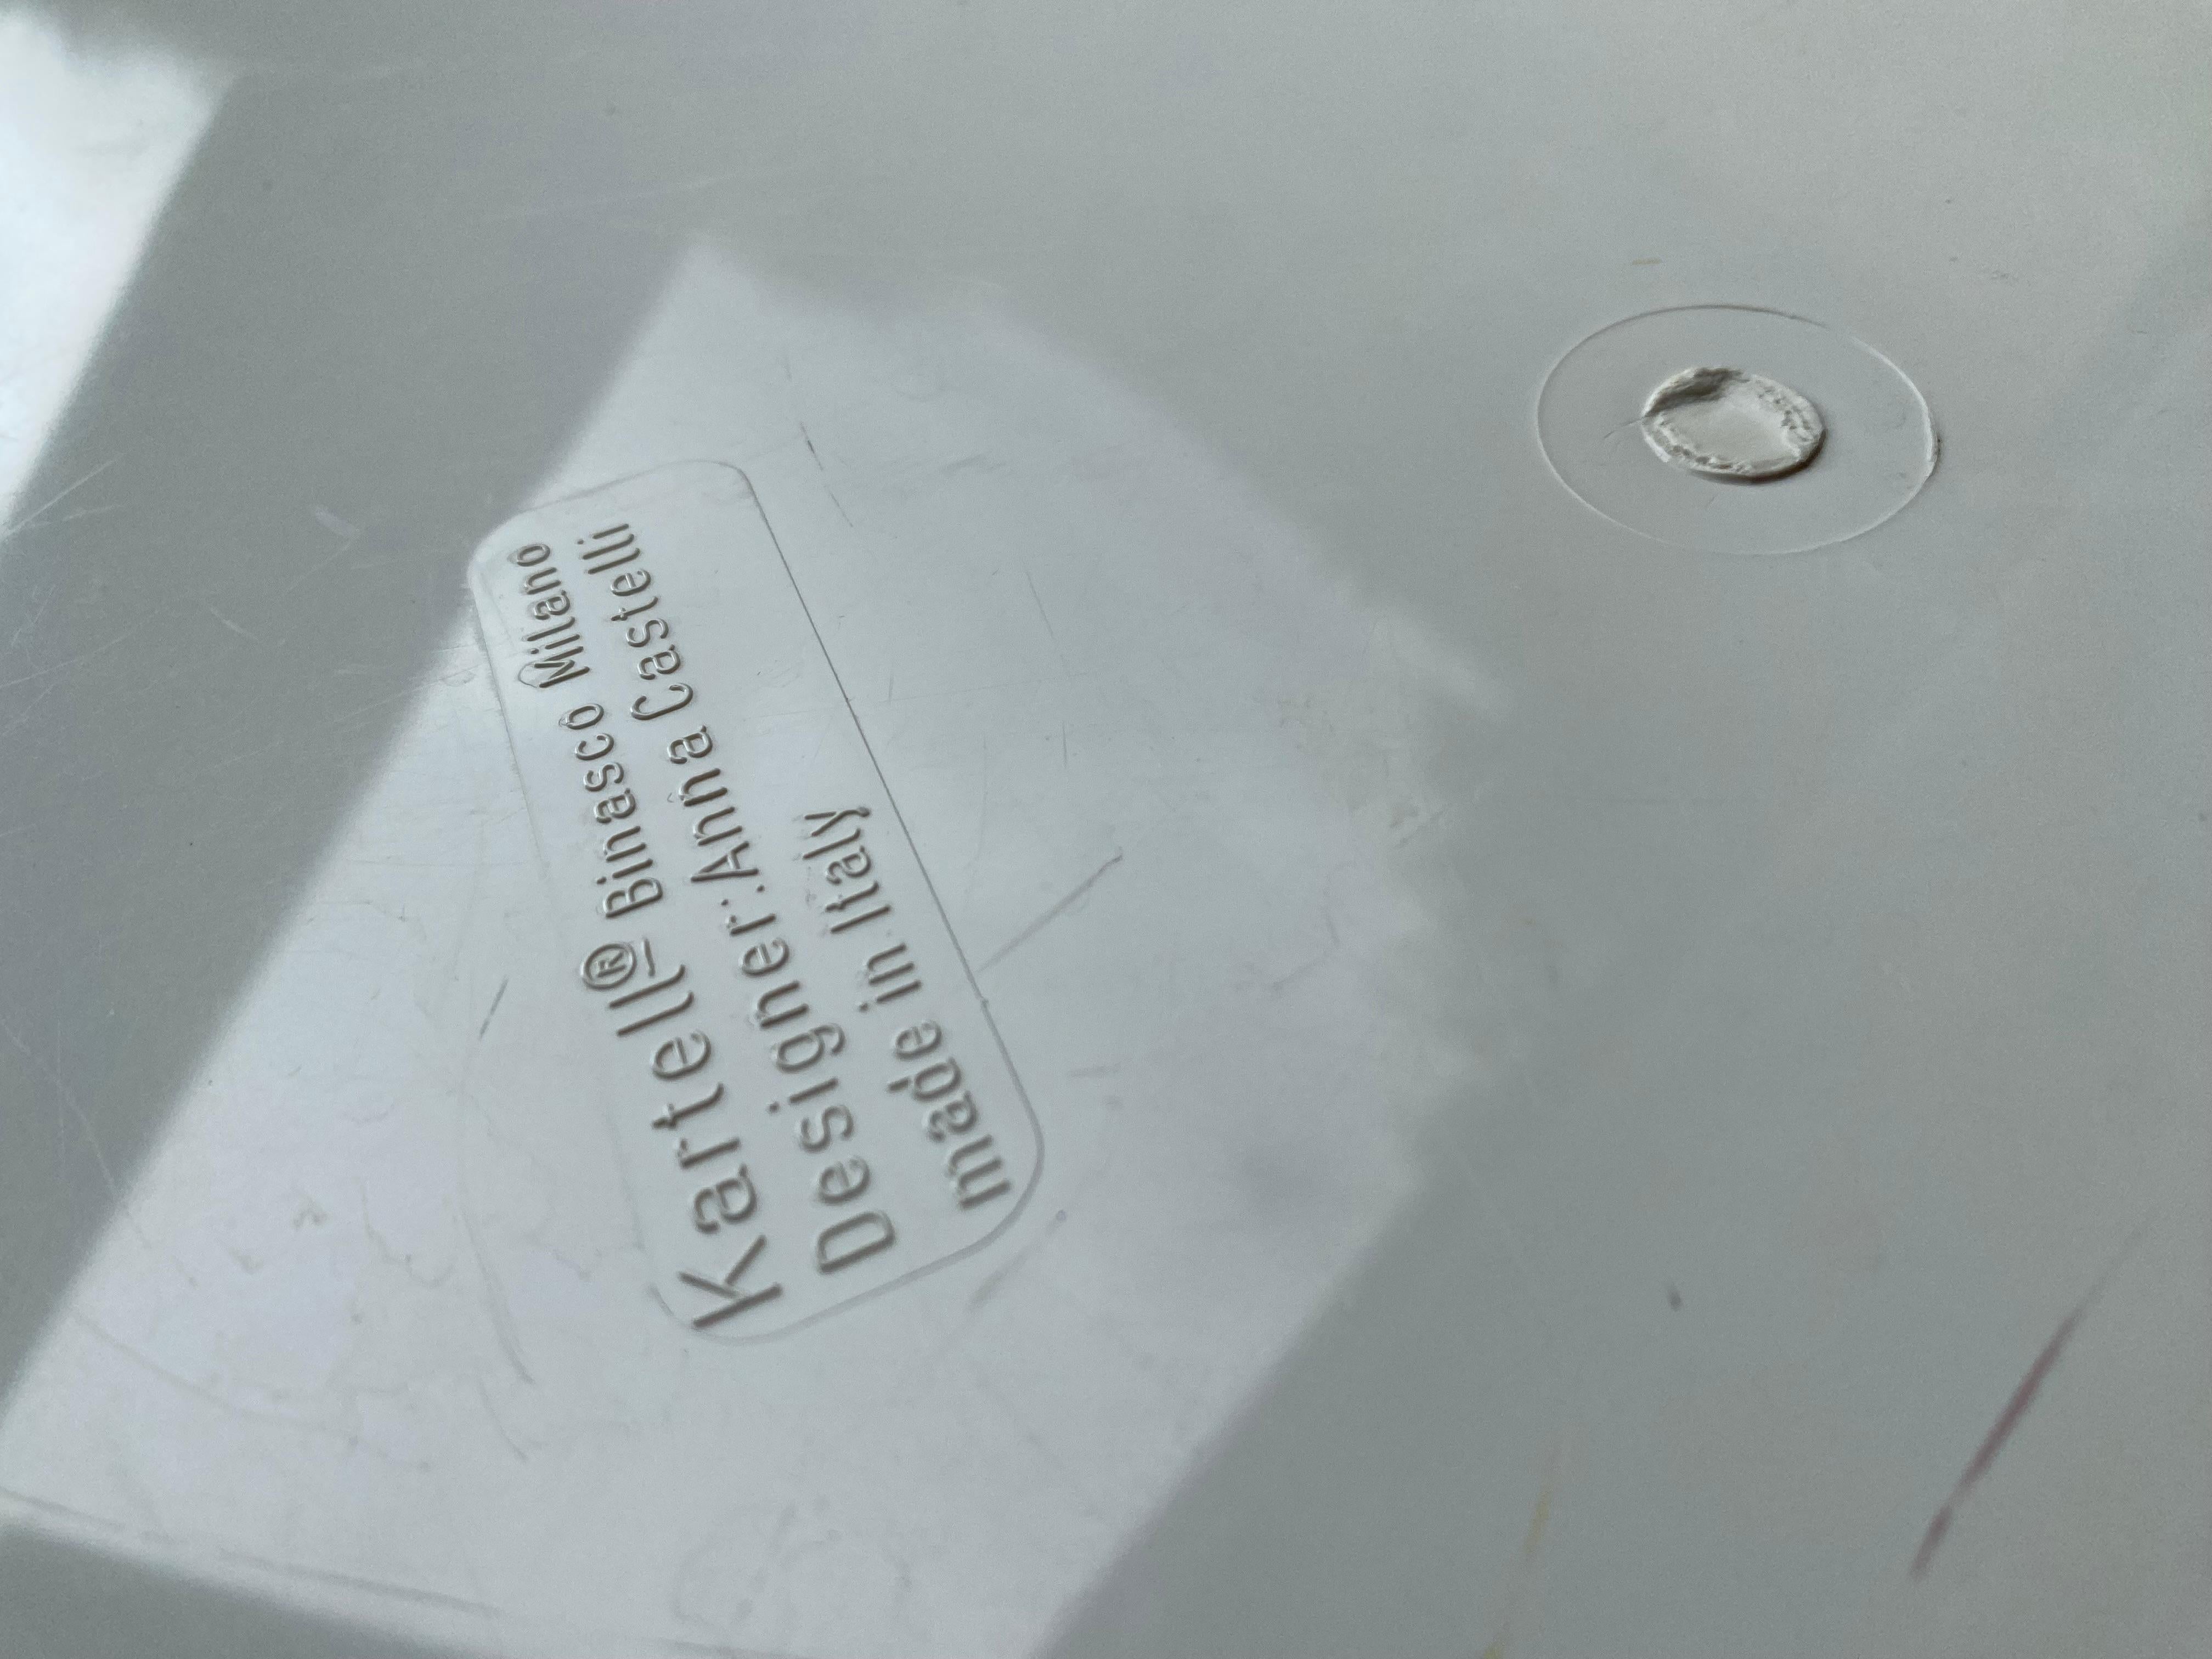 Kartell® Binasco Milano
Designer:Anna Castelli
made in Italy